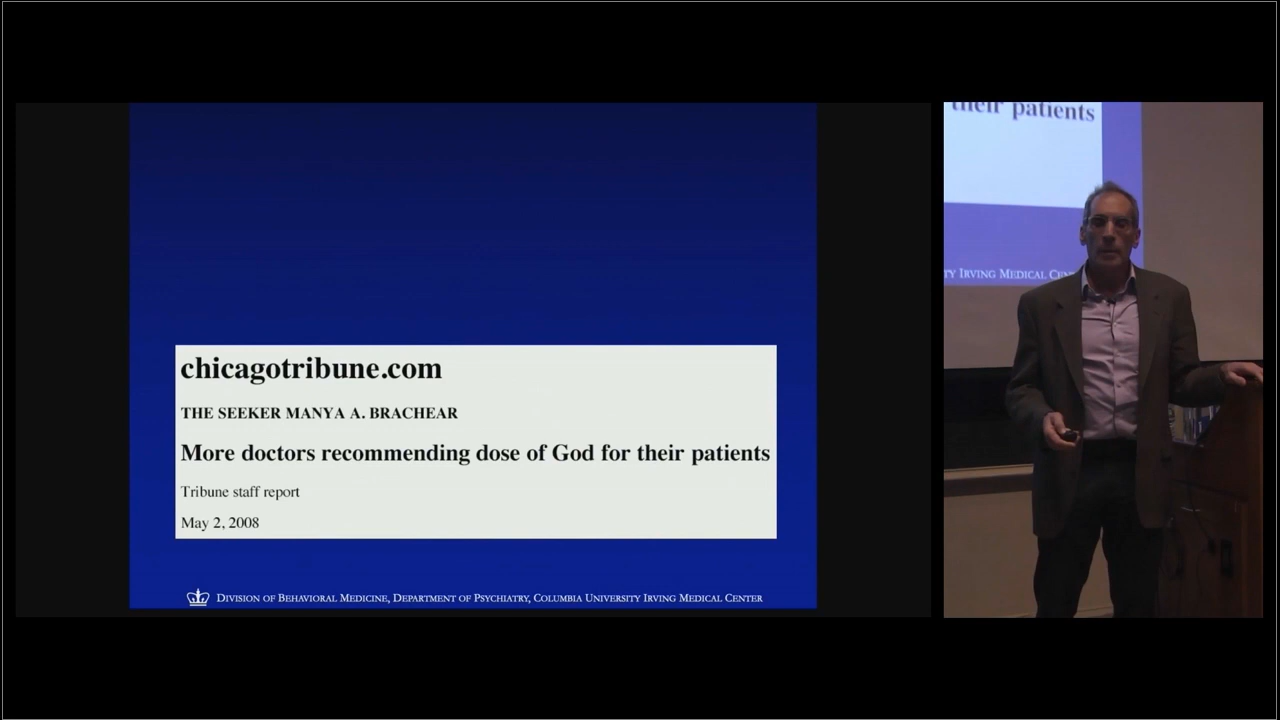 chicagotribune.com
THE SEEKER MANYA A. BRACHEAR
More doctors recommending dose of God for their patients
Tribune staff report
May 2, 2008
DIVISION OF BEHAVIORAL MEDICINE, DEPARTMENT OF PSYCHIATRY, COLUMBIA UNIVERSITY IRVING MEDICAL CENTER
their patients
TY IRVING MEDICAL CEN